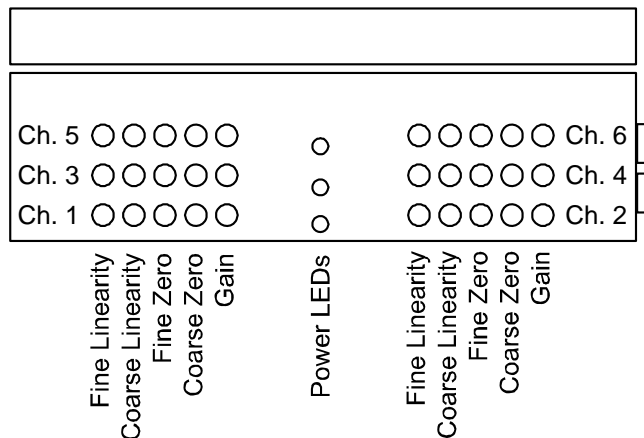 Ch. 5
Ch. 6
Ch. 3
Ch. 4
Ch. 1
Ch. 2
Fine Linearity
Coarse Linearity
Fine Zero
Coarse Zero
Gain
Power LEDs
Fine Linearity
Coarse Linearity
Fine Zero
Coarse Zero
Gain